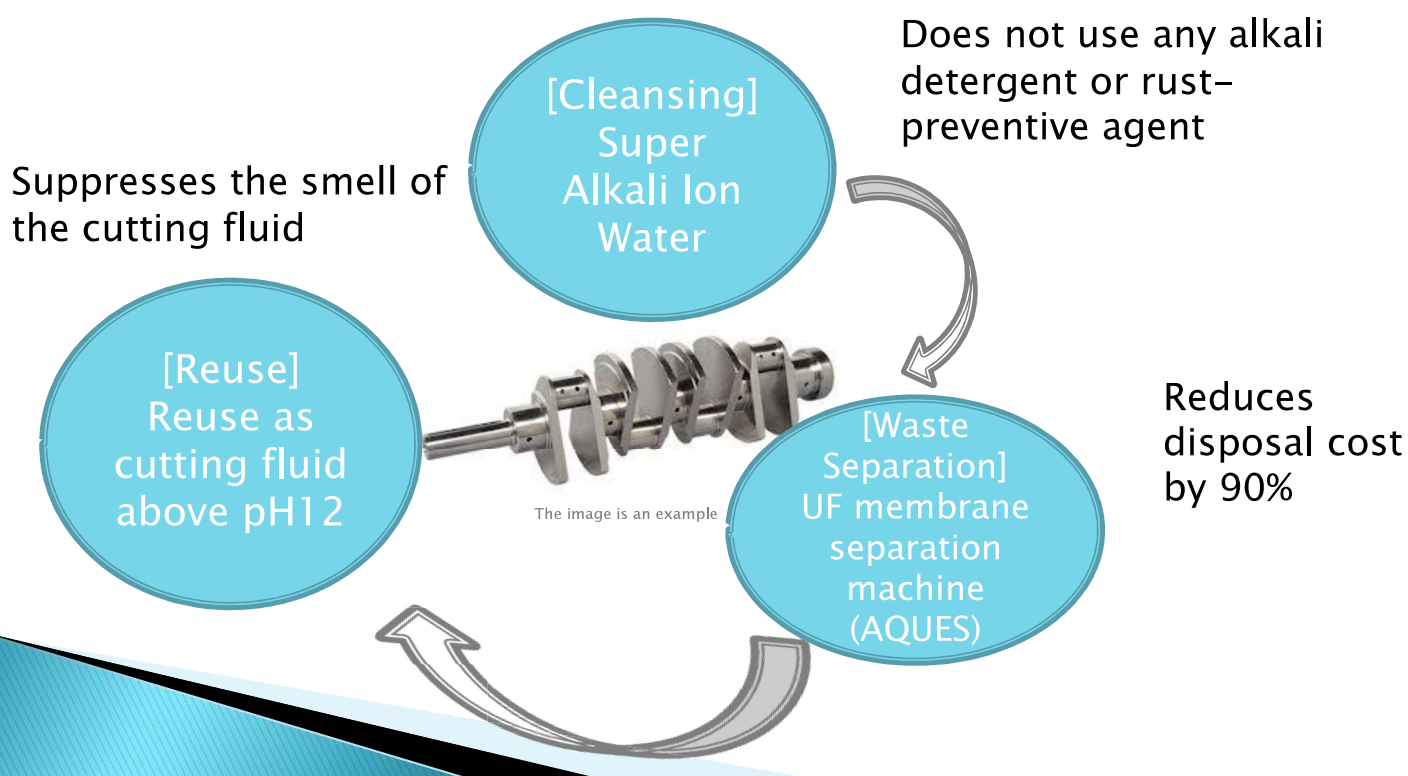 [Cleansing]
Super
Alkali Ion
Water
Does not use any alkali
detergent or rust-
preventive agent
Suppresses the smell of
the cutting fluid
[Reuse]
Reuse as
cutting fluid
above pH12
The image is an example
[Waste
Separation]
UF membrane
separation
machine
(AQUES)
Reduces
disposal cost
by 90%